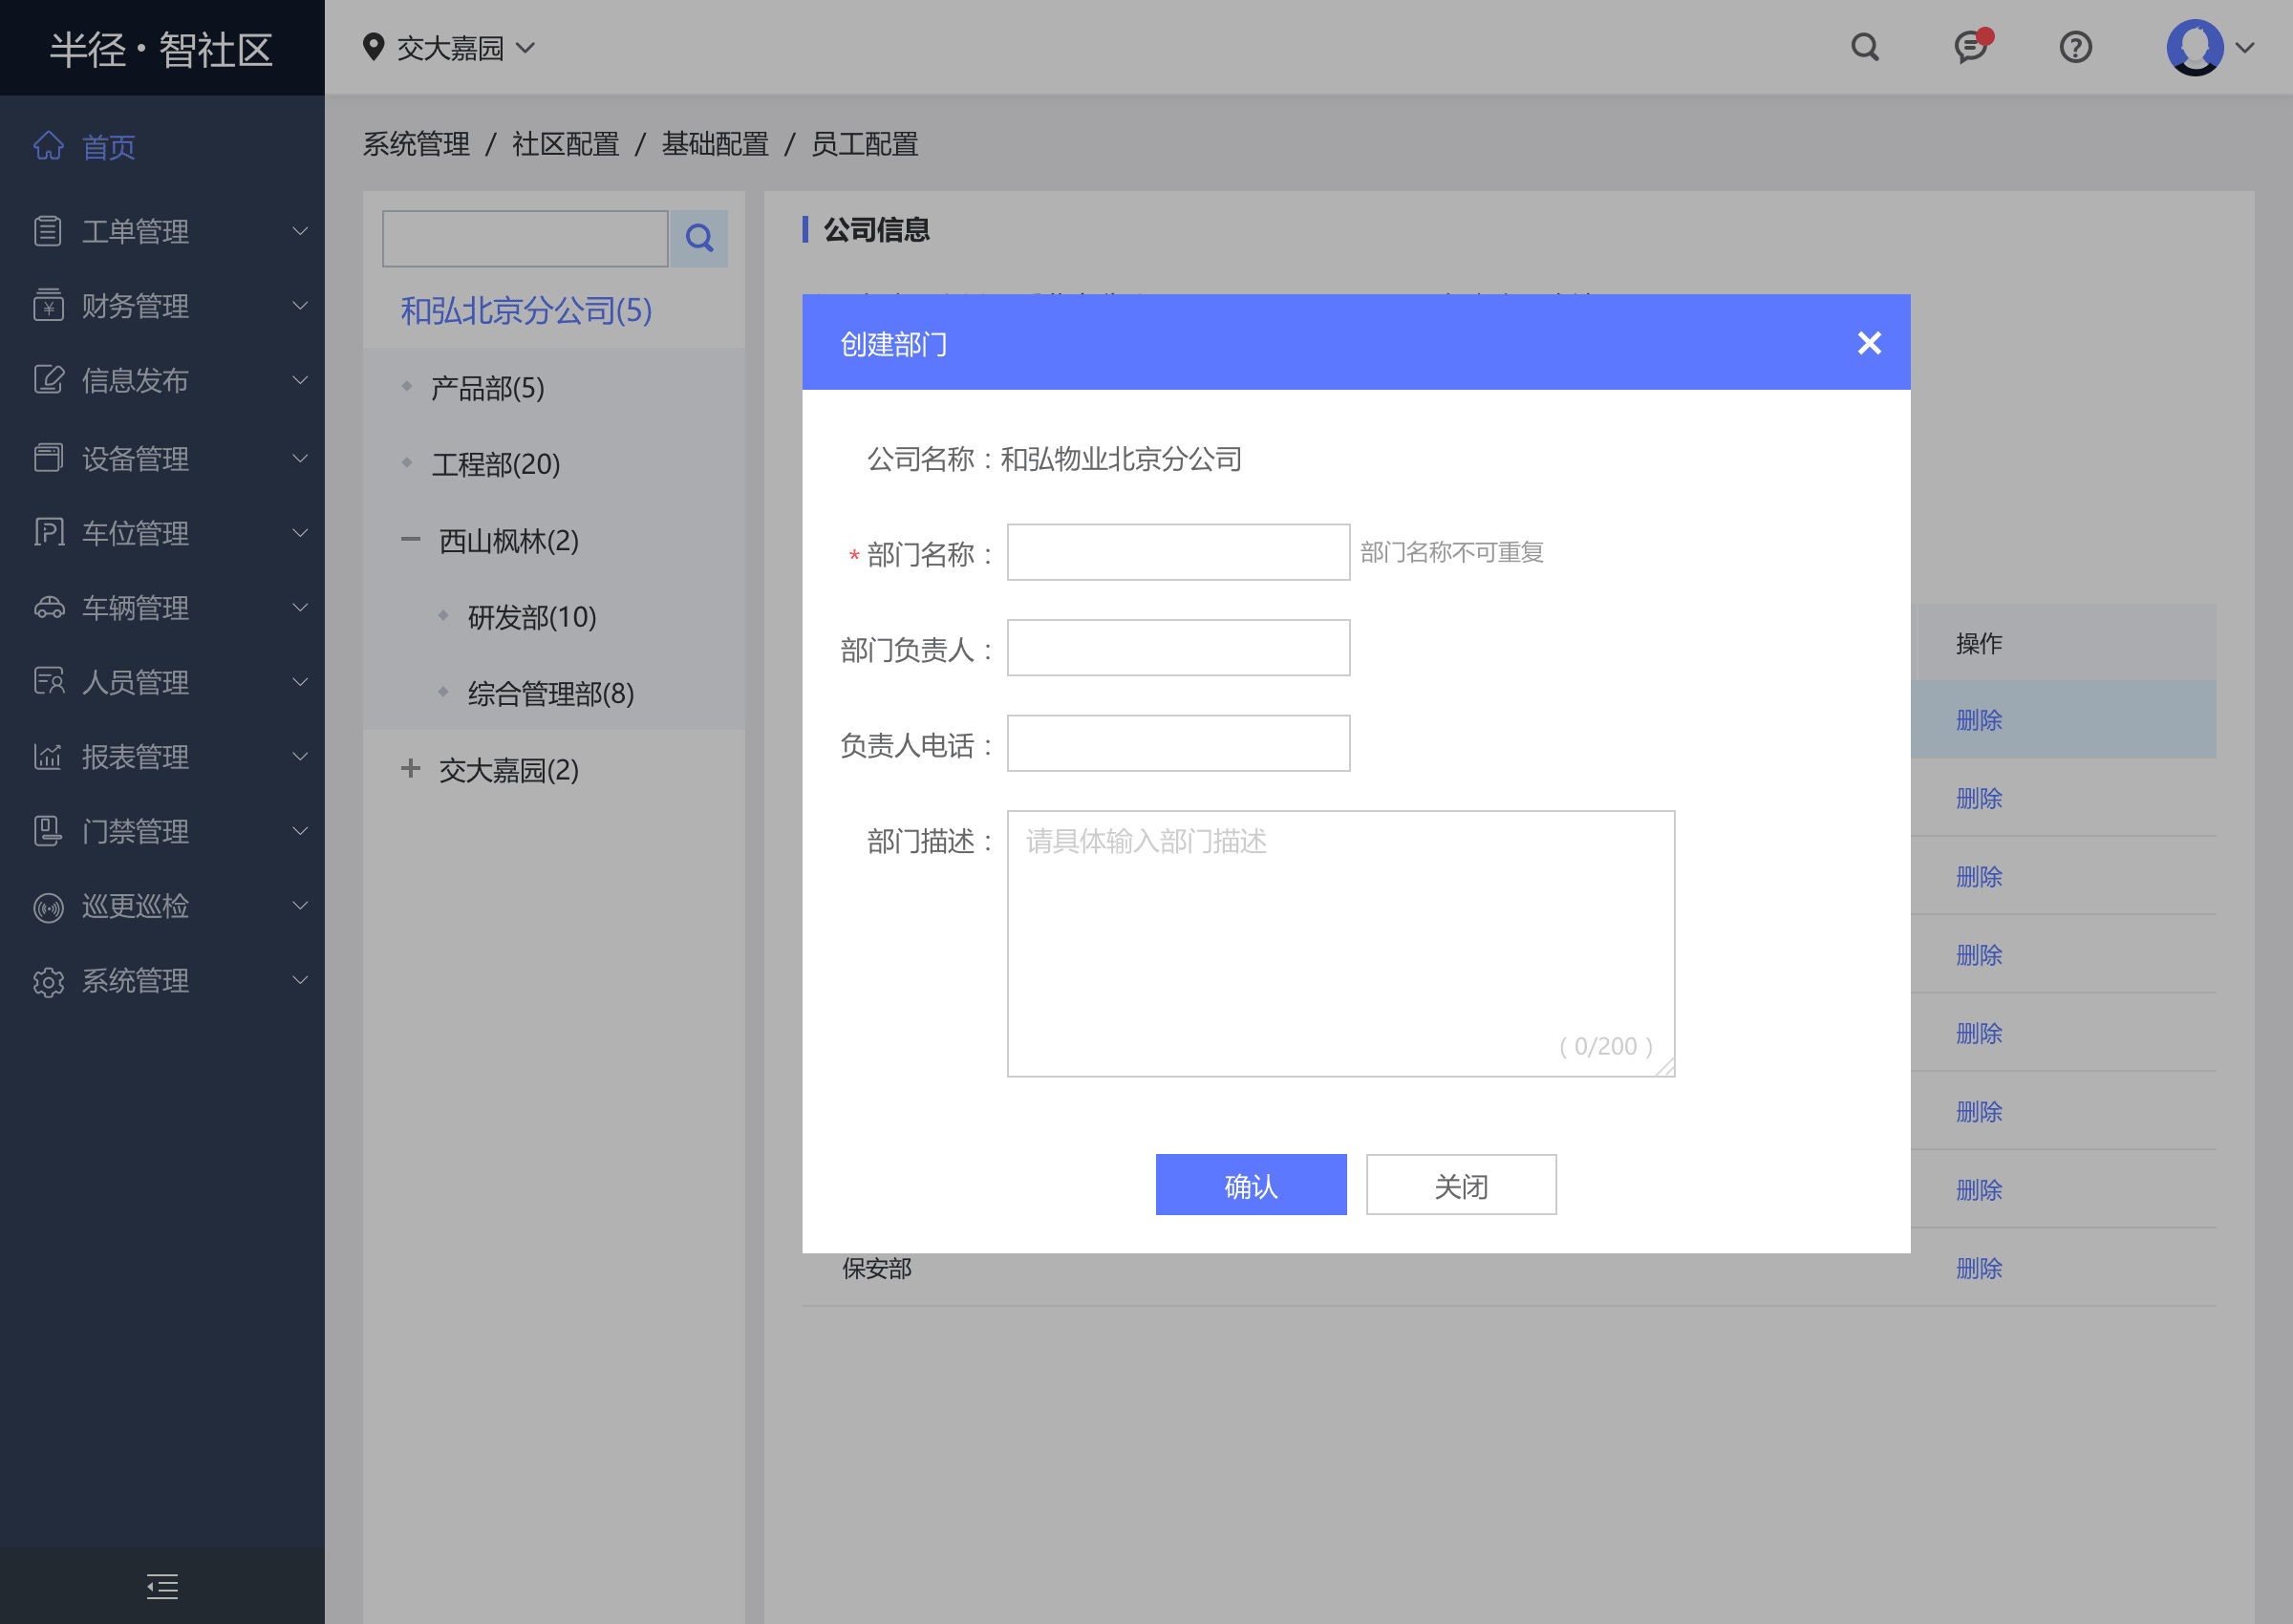 半径·智社区
交大嘉园
首页
工单管理
财务管理
信息发布
设备管理
车位管理
车辆管理
人员管理
报表管理
门禁管理
巡更巡检
系统管理
系统管理 / 社区配置 / 基础配置 / 员工配置
和弘北京分公司(5)
产品部(5)
工程部(20)
西山枫林(2)
研发部(10)
综合管理部(8)
交大嘉园(2)
公司信息
创建部门
公司名称：和弘物业北京分公司
* 部门名称： 部门名称不可重复
部门负责人：
负责人电话：
部门描述： 请具体输入部门描述
( 0/200 )
确认 关闭
操作
删除
删除
删除
删除
删除
删除
删除
保安部 删除